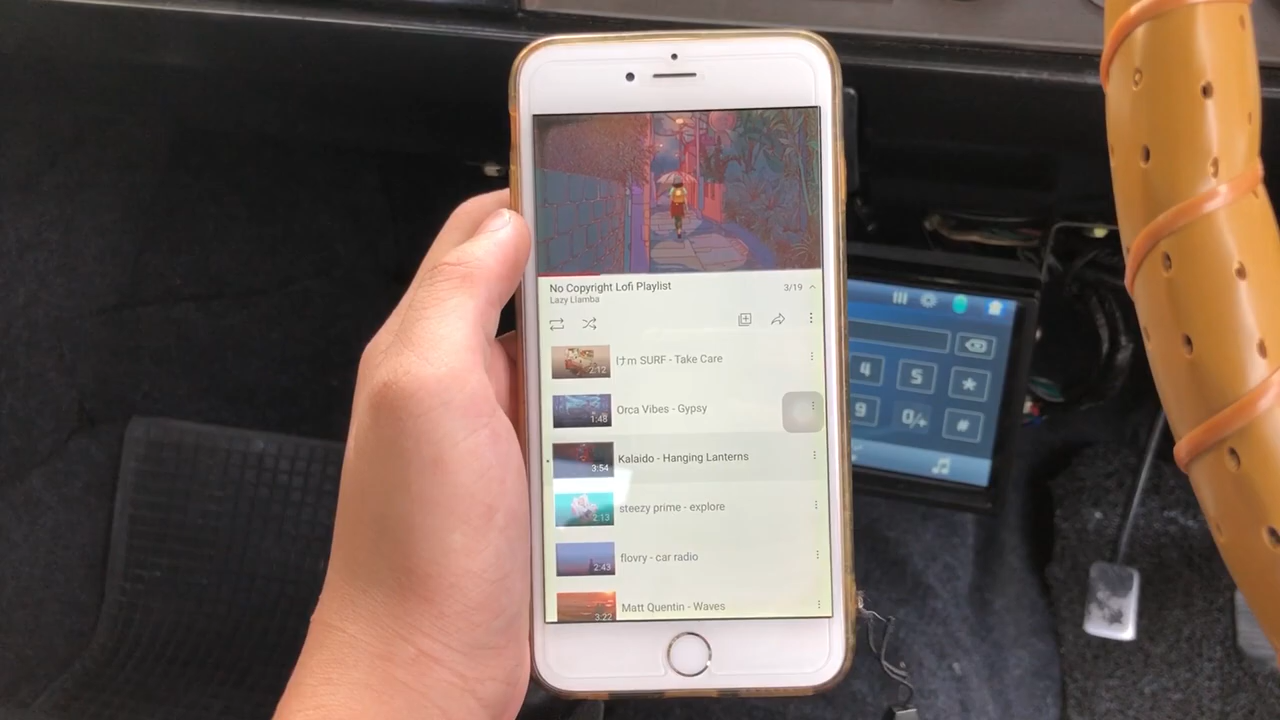 No Copyright Lofi Playlist
3/19
Lazy Llamba
けm SURF - Take Care
2:12
Orca Vibes - Gypsy
1:48
Kalaido - Hanging Lanterns
3:54
steezy prime - explore
2:13
flovry - car radio
2:43
Matt Quentin - Waves
3:22
4
5
*
9
0/+
#